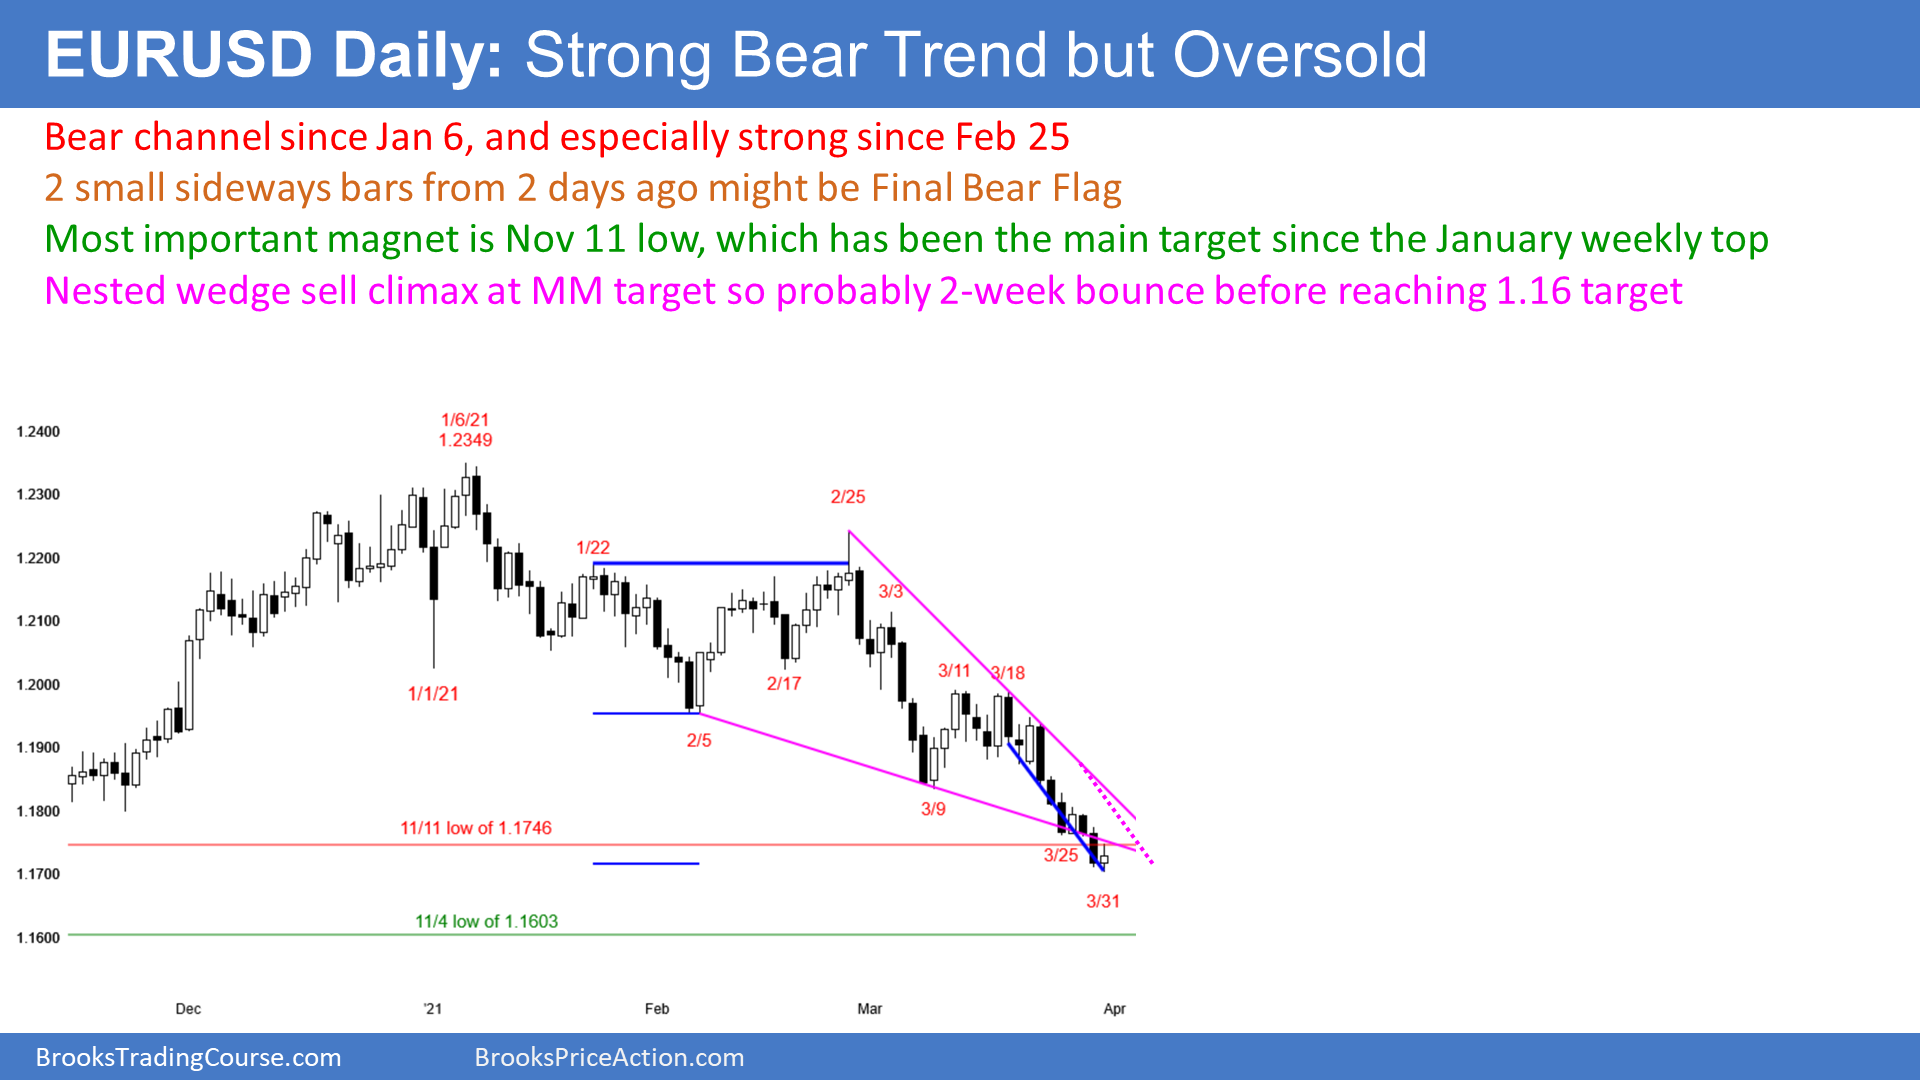 EURUSD Daily: Strong Bear Trend but Oversold
Bear channel since Jan 6, and especially strong since Feb 25
2 small sideways bars from 2 days ago might be Final Bear Flag
Most important magnet is Nov 11 low, which has been the main target since the January weekly top
Nested wedge sell climax at MM target so probably 2-week bounce before reaching 1.16 target
1/6/21
1.2349
1.2400
1.2300
2/25
1/22
1.2200
3/3
1.2100
3/11
3/18
1.2000
2/17
1/1/21
2/5
1.1900
3/9
1.1800
11/11 low of 1.1746
3/25
1.1700
3/31
11/4 low of 1.1603
1.1600
Dec
'21
Feb
Mar
Apr
BrooksTradingCourse.com
BrooksPriceAction.com